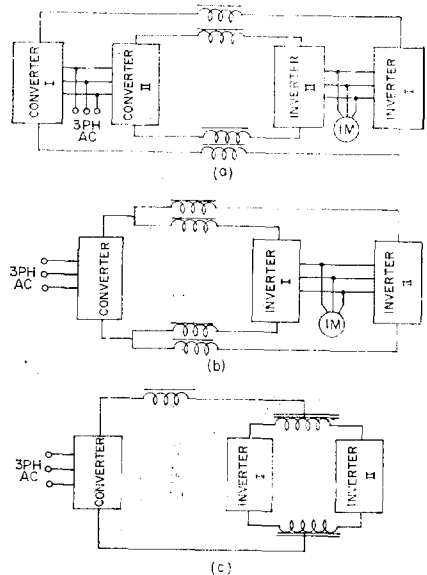 CONVERTER
I
CONVERTER
II
3PH
AC
INVERTER
II
INVERTER
I
IM
(a)
3PH
AC
CONVERTER
INVERTER
I
INVERTER
II
IM
(b)
3PH
AC
CONVERTER
INVERTER
I
INVERTER
II
(c)